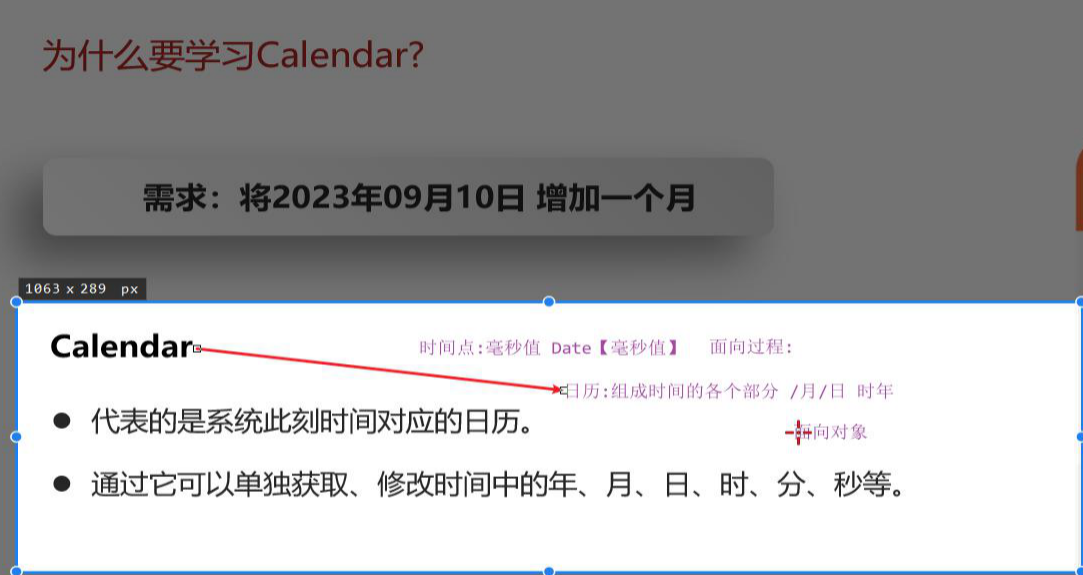 为什么要学习Calendar?
需求：将2023年09月10日 增加一个月
1063 x 289 px
Calendar
时间点:毫秒值 Date【毫秒值】 面向过程:
日历:组成时间的各个部分 /月/日 时年
面向对象
● 代表的是系统此刻时间对应的日历。
● 通过它可以单独获取、修改时间中的年、月、日、时、分、秒等。